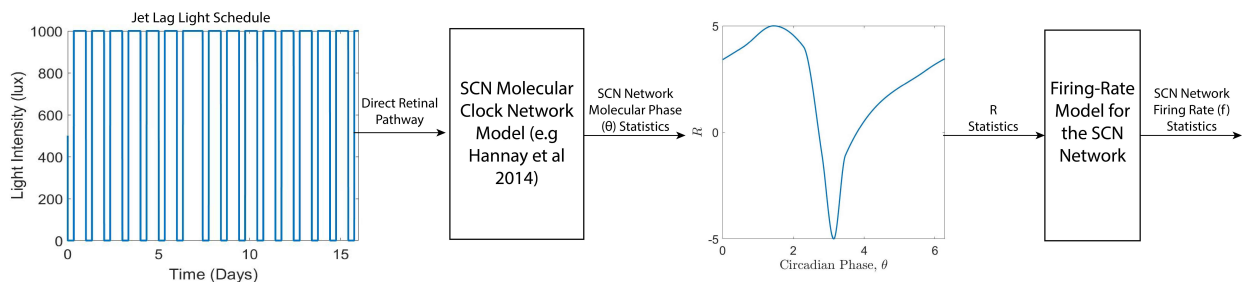 Jet Lag Light Schedule
1000
800
600
400
200
0
Light Intensity (lux)
0
5
10
15
Time (Days)
Direct Retinal
Pathway
SCN Molecular
Clock Network
Model (e.g
Hannay et al
2014)
SCN Network
Molecular Phase
(θ) Statistics
5
0
-5
R
0
2
4
6
Circadian Phase, θ
R
Statistics
Firing-Rate
Model for
the SCN
Network
SCN Network
Firing Rate (f)
Statistics